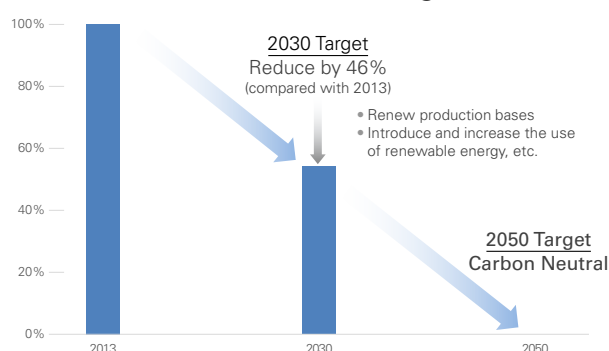 100%
80%
60%
40%
20%
0%
2030 Target
Reduce by 46%
(compared with 2013)
• Renew production bases
• Introduce and increase the use
of renewable energy, etc.
2050 Target
Carbon Neutral
2013
2030
2050